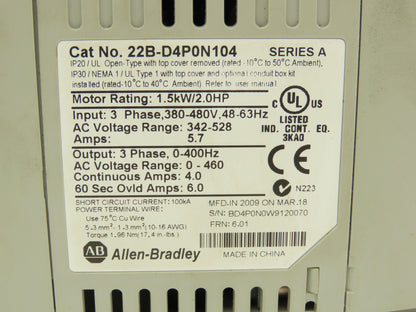 Cat No. 22B-D4P0N104 SERIES A
IP20 / UL Open-Type with top cover removed (rated -10°C to 50°C Ambient),
IP30 / NEMA 1 / UL Type 1 with top cover and optional conduit box kit
installed (rated-10°C to 40°C Ambient). Refer to user manual
Motor Rating: 1.5kW/2.0HP
Input: 3 Phase,380-480V,48-63Hz
AC Voltage Range: 342-528
Amps: 5.7
Output: 3 Phase, 0-400Hz
AC Voltage Range: 0 - 460
Continuous Amps: 4.0
60 Sec Ovld Amps: 6.0
C UL US
LISTED
IND. CONT. EQ.
3KA0
CE
N223
SHORT CIRCUIT CURRENT: 100kA
POWER TERMINAL WIRE:
Use 75°C Cu Wire
5.3 mm²- 1.3 mm²(10-16 AWG)
Torque 1.96 Nm(17.4 in.-lbs.)
MFD-IN 2009 ON MAR.18
S/N: BD4P0N0W9120070
FRN: 6.01
AB Allen-Bradley
MADE IN CHINA